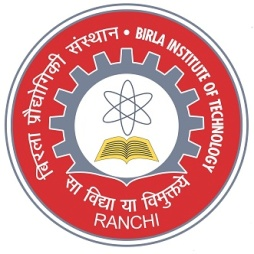 बिरला प्रौद्योगिकी संस्थान • BIRLA INSTITUTE OF TECHNOLOGY
सा विद्या या विमुक्तये
RANCHI